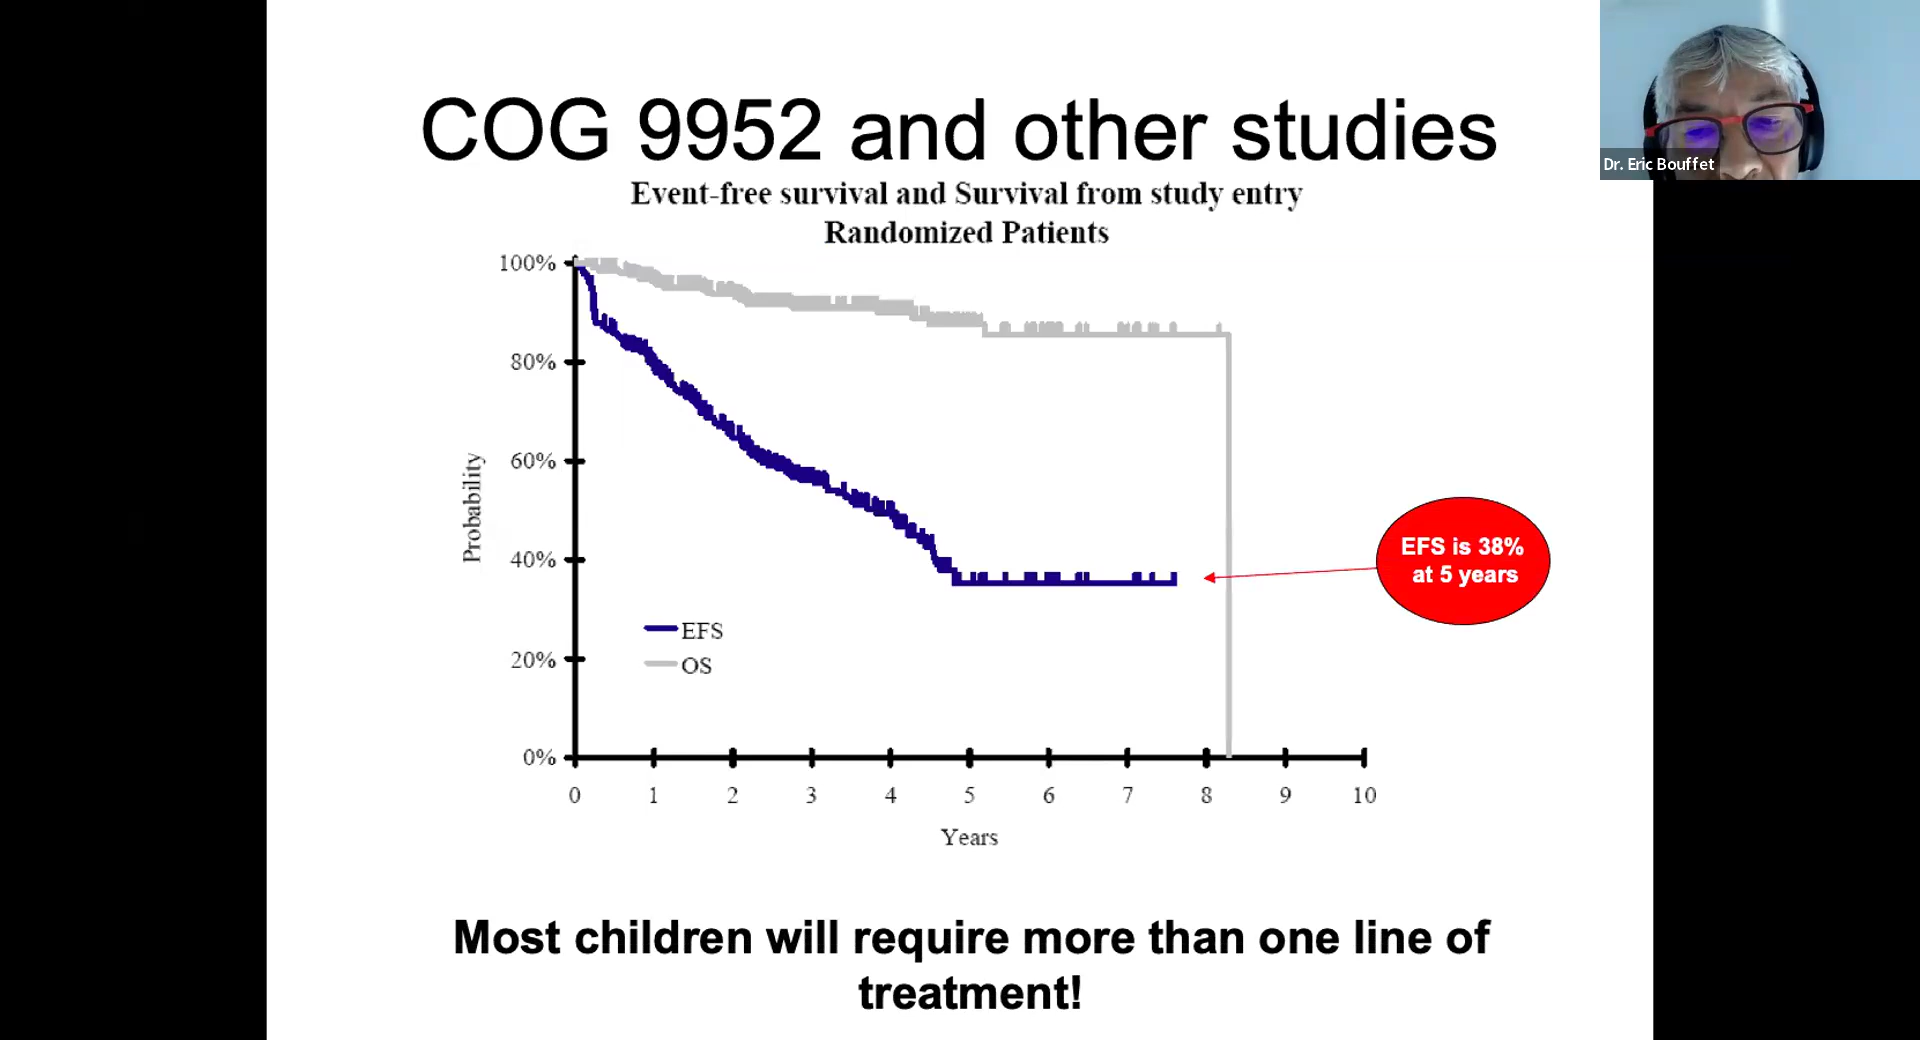 COG 9952 and other studies
Dr. Eric Bouffet
Event-free survival and Survival from study entry
Randomized Patients
100%
80%
60%
40%
20%
0%
Probability
EFS is 38%
at 5 years
EFS
OS
0 1 2 3 4 5 6 7 8 9 10
Years
Most children will require more than one line of
treatment!